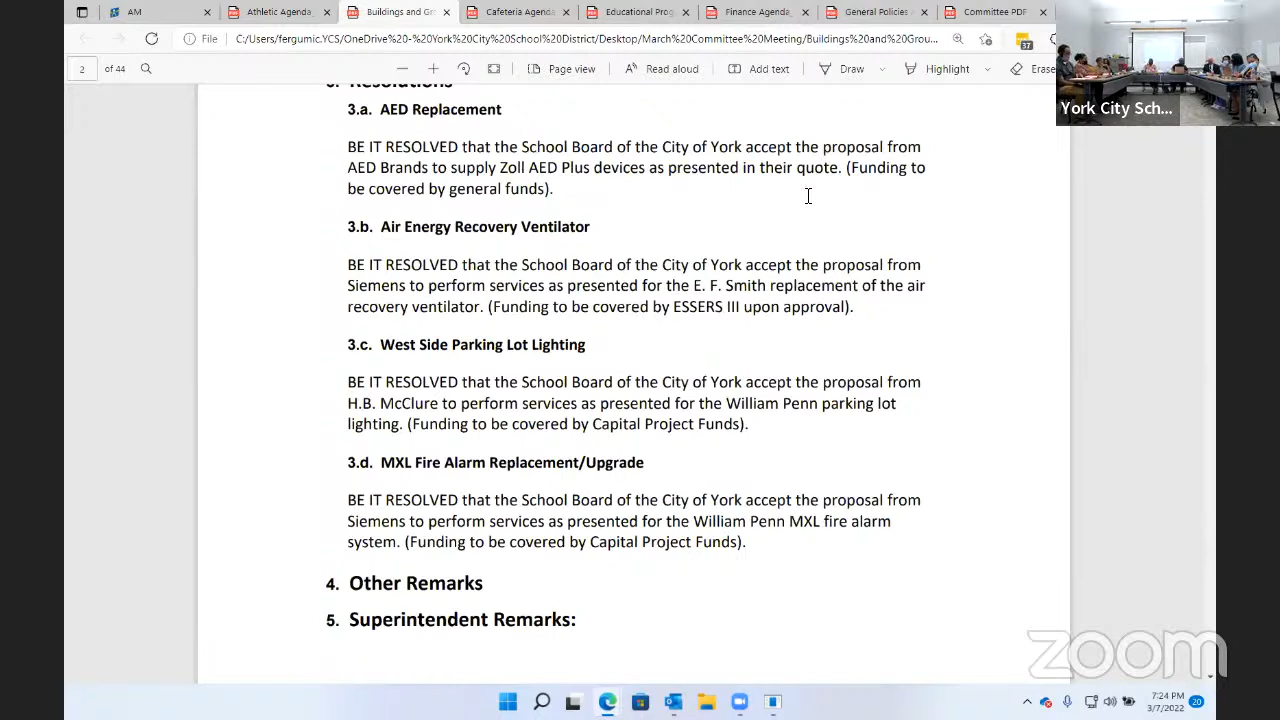 AM
Athletic Agenda
Buildings and Gr
Cafeteria Agenda
Educational Prog
Finance Agenda
General Policies
Committee PDF
File
C:/Users/fergumic.YCS/OneDrive%20-%20York%20City%20School%20District/Desktop/March%20Committee%20Meeting/Buildings%20and%20Grou...
37
2 of 44
Page view
Read aloud
Add text
Draw
Highlight
Erase
York City Sch...
3. Resolutions
3.a. AED Replacement
BE IT RESOLVED that the School Board of the City of York accept the proposal from
AED Brands to supply Zoll AED Plus devices as presented in their quote. (Funding to
be covered by general funds).
3.b. Air Energy Recovery Ventilator
BE IT RESOLVED that the School Board of the City of York accept the proposal from
Siemens to perform services as presented for the E. F. Smith replacement of the air
recovery ventilator. (Funding to be covered by ESSERS III upon approval).
3.c. West Side Parking Lot Lighting
BE IT RESOLVED that the School Board of the City of York accept the proposal from
H.B. McClure to perform services as presented for the William Penn parking lot
lighting. (Funding to be covered by Capital Project Funds).
3.d. MXL Fire Alarm Replacement/Upgrade
BE IT RESOLVED that the School Board of the City of York accept the proposal from
Siemens to perform services as presented for the William Penn MXL fire alarm
system. (Funding to be covered by Capital Project Funds).
4. Other Remarks
5. Superintendent Remarks:
zoom
7:24 PM
3/7/2022
20